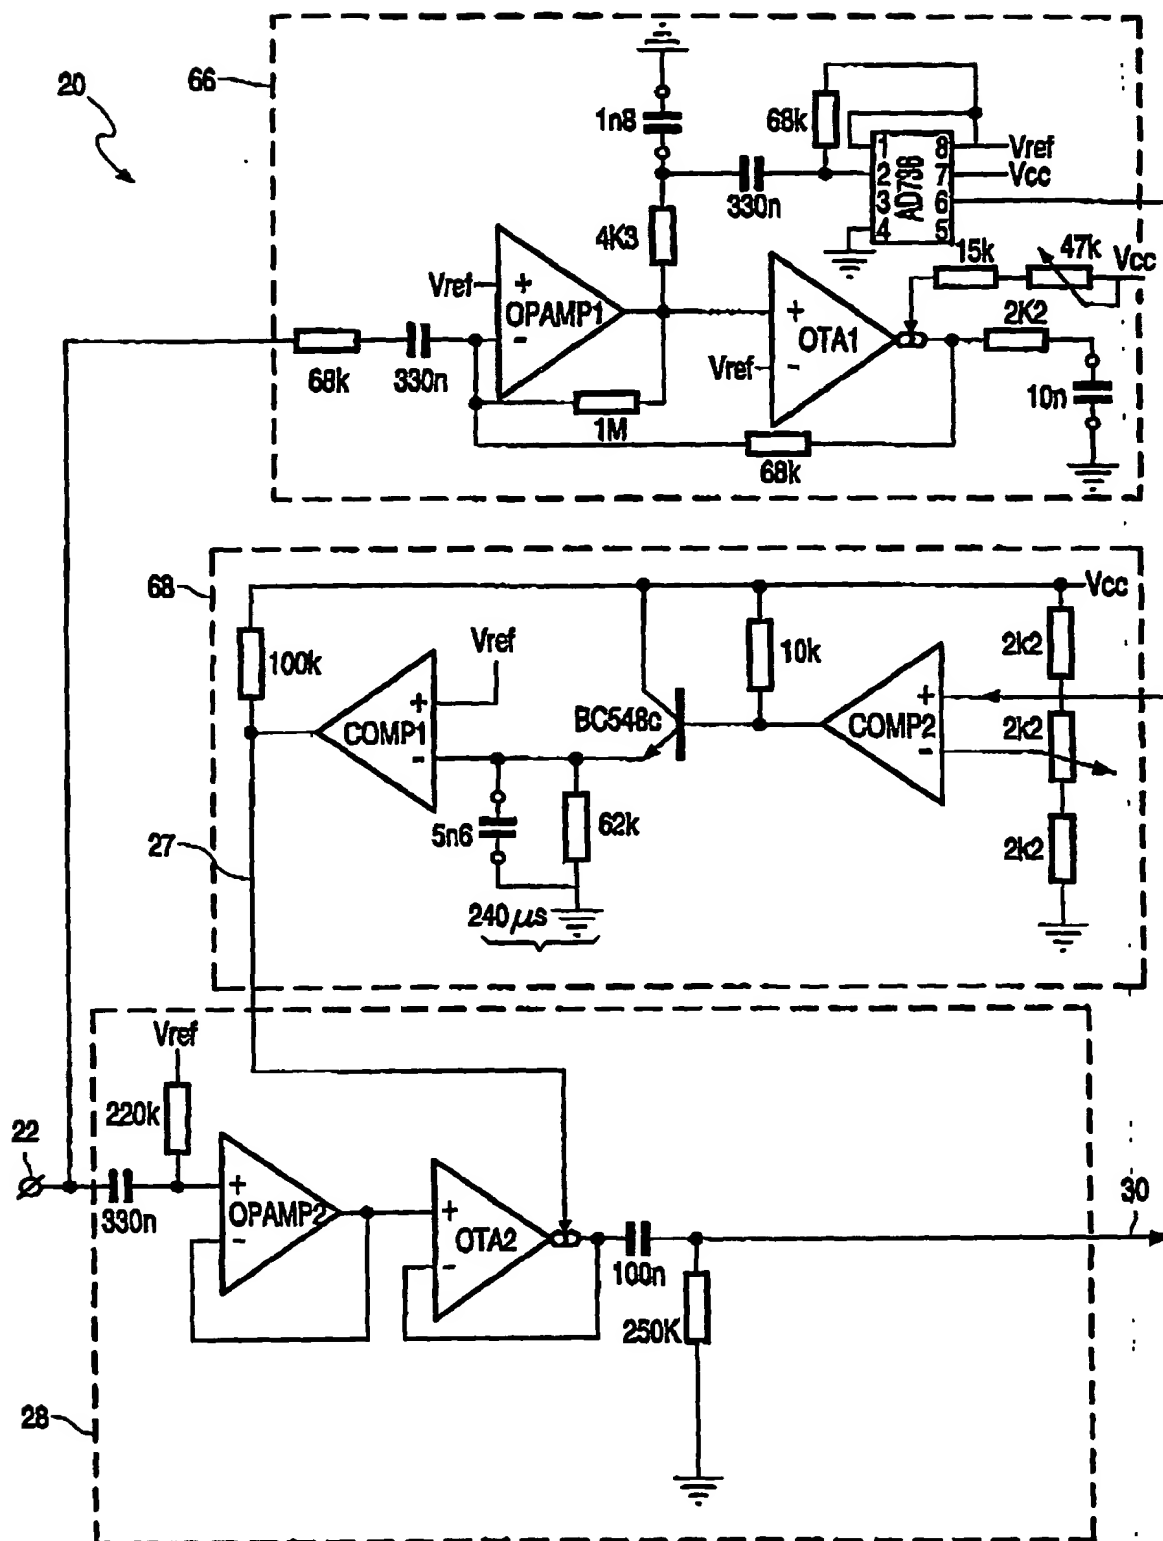 20
66
1n8
68k
330n
1 8
2 7
3 6
4 5
AD736
Vref
Vcc
4K3
Vref
+
OPAMP1
-
68k
330n
1M
68k
+
OTA1
Vref -
15k
47k
Vcc
2K2
10n
68
Vcc
100k
Vref
+
COMP1
-
BC548c
10k
+
COMP2
-
2k2
2k2
2k2
5n6
62k
240 µs
27
Vref
220k
22
330n
+
OPAMP2
-
+
OTA2
-
100n
250K
30
28